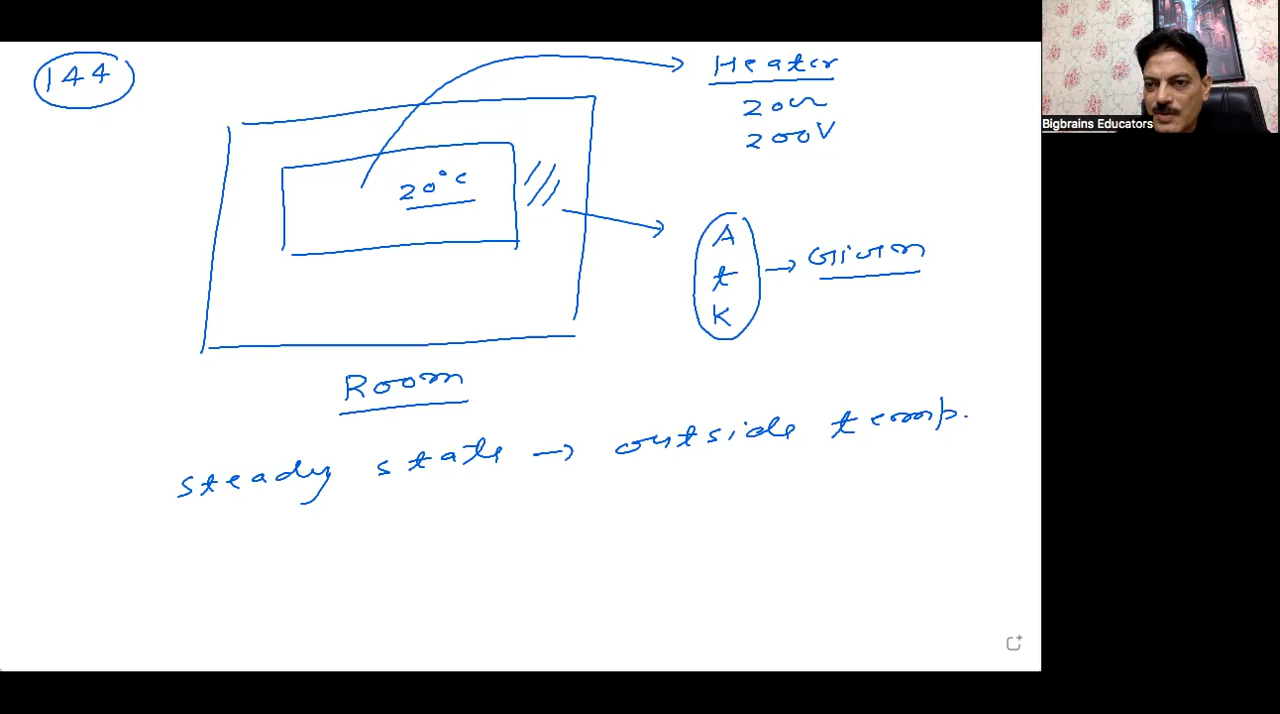 144
Heater
20Ω
200V
20°C
A
t
K
Given
Room
steady state → outside temp.
Bigbrains Educators